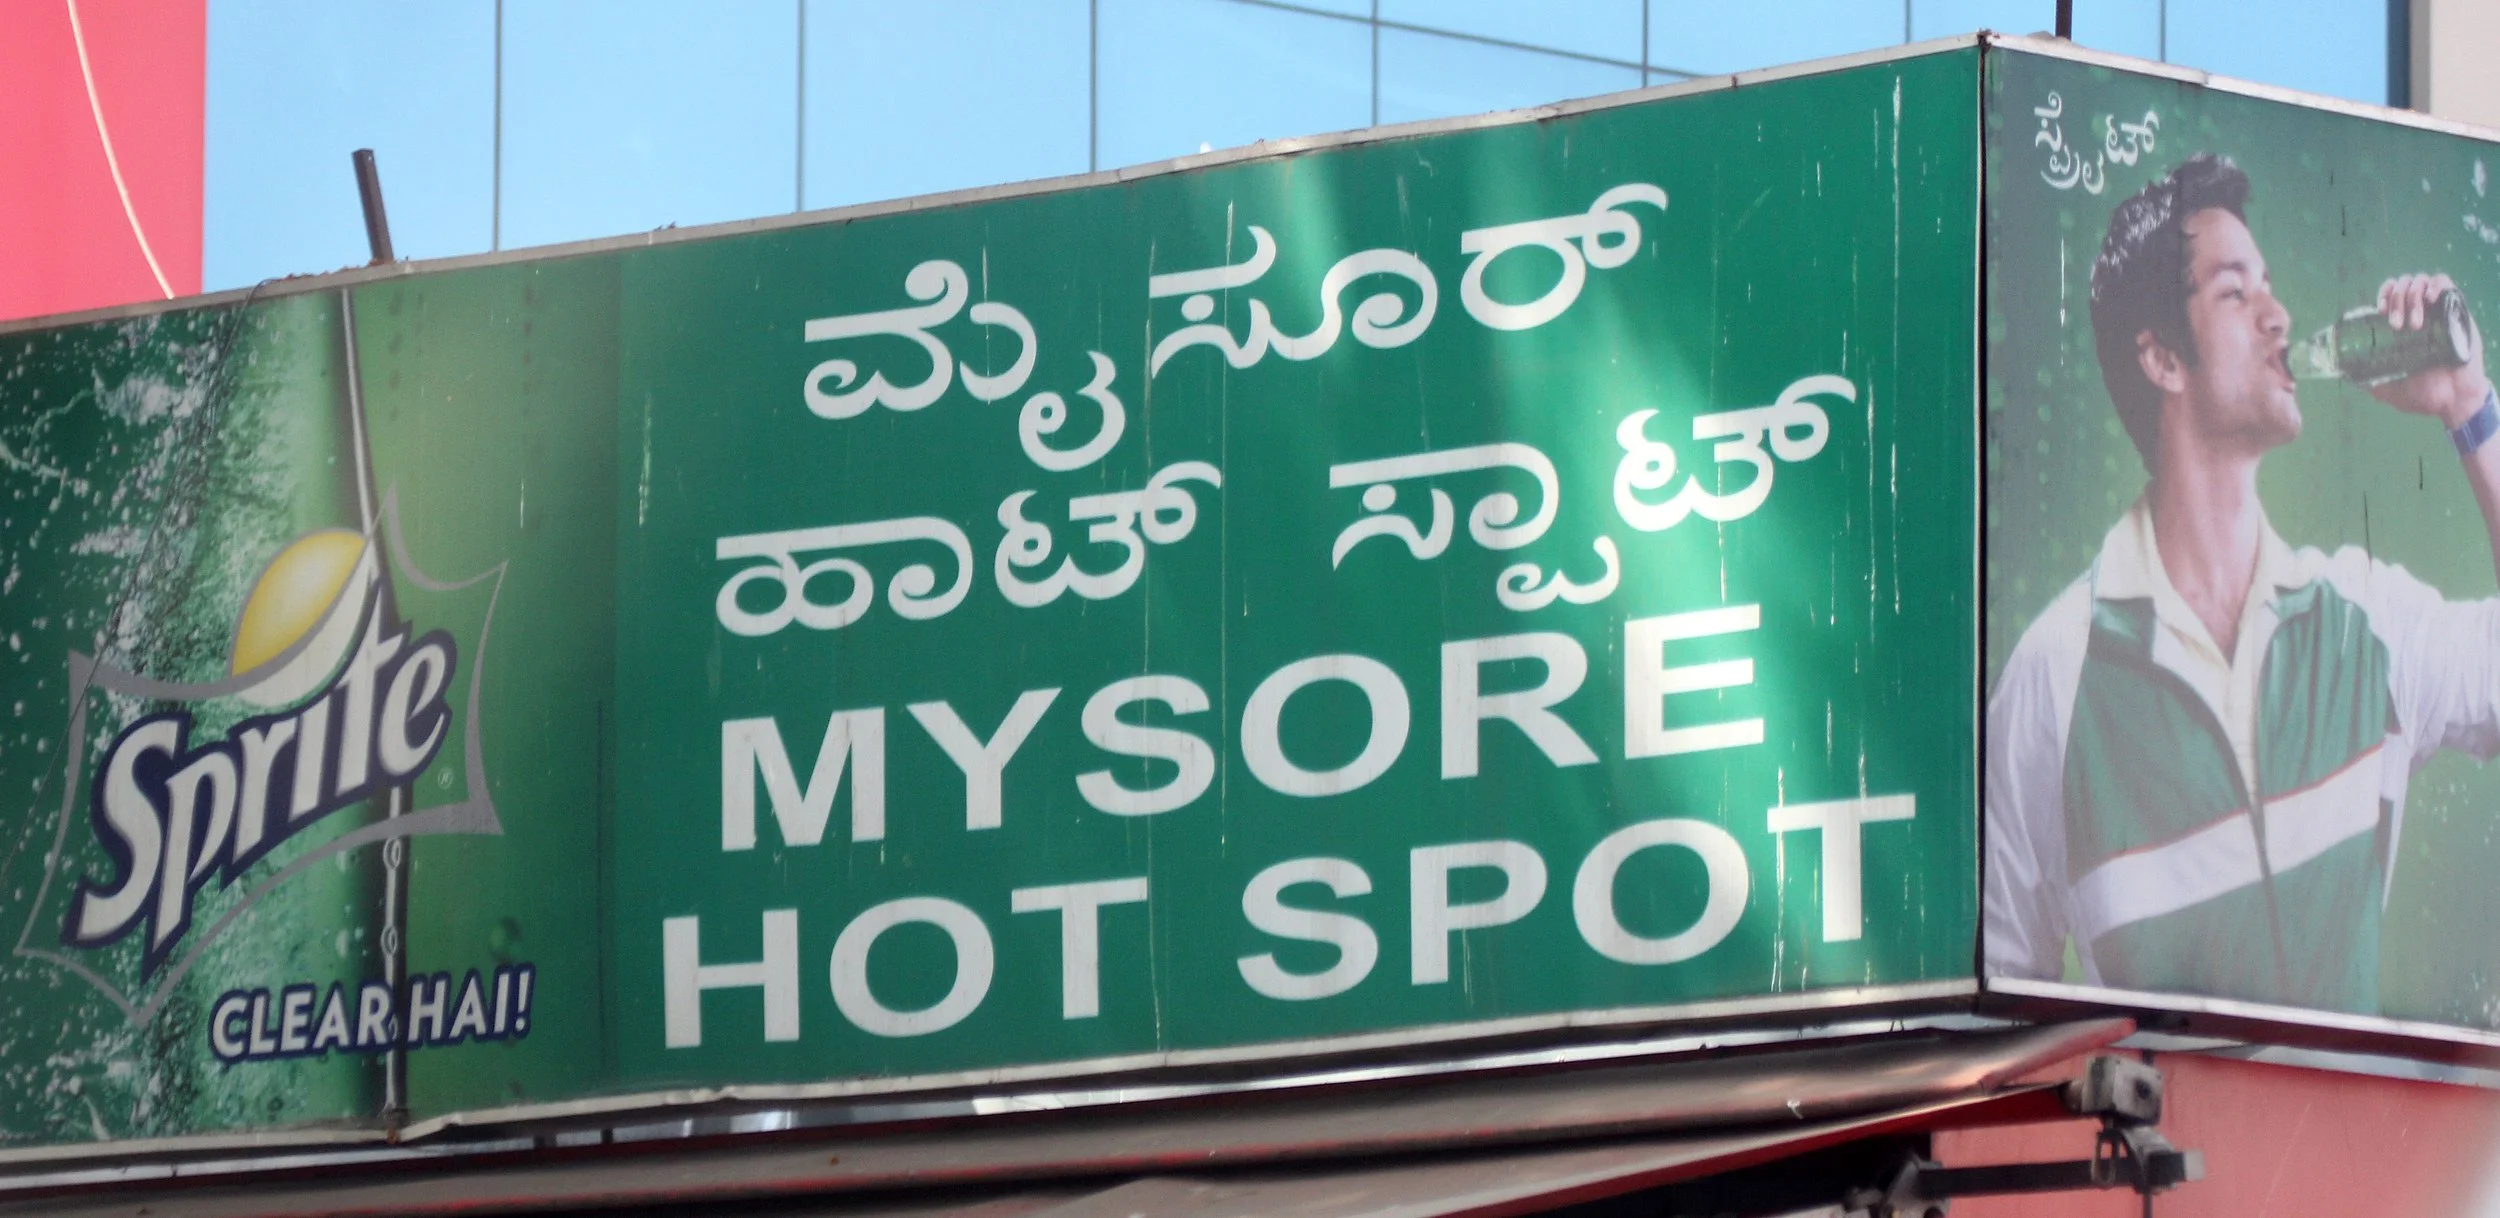 ಮೈಸೂರ್
ಹಾಟ್ ಸ್ಪಾಟ್
MYSORE
HOT SPOT
Sprite
CLEAR HAI!
ಸ್ಪ್ರೈಟ್